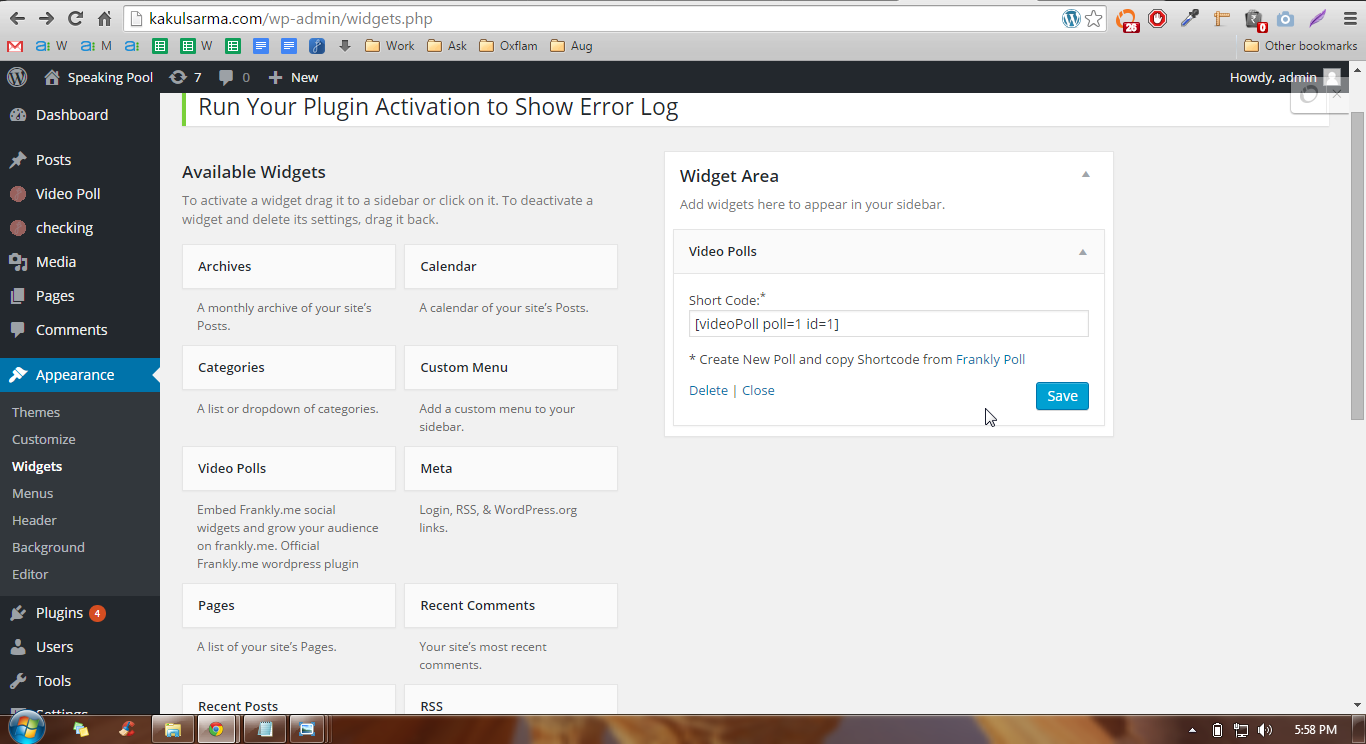 kakulsarma.com/wp-admin/widgets.php
26
0
W
M
W
Work
Ask
Oxflam
Aug
Other bookmarks
Speaking Pool
7
0
New
Howdy, admin
Dashboard
Posts
Video Poll
checking
Media
Pages
Comments
Appearance
Themes
Customize
Widgets
Menus
Header
Background
Editor
Plugins 4
Users
Tools
Settings
Run Your Plugin Activation to Show Error Log
Available Widgets
To activate a widget drag it to a sidebar or click on it. To deactivate a
widget and delete its settings, drag it back.
Archives
A monthly archive of your site’s
Posts.
Calendar
A calendar of your site’s Posts.
Categories
A list or dropdown of categories.
Custom Menu
Add a custom menu to your
sidebar.
Video Polls
Embed Frankly.me social
widgets and grow your audience
on frankly.me. Official
Frankly.me wordpress plugin
Meta
Login, RSS, & WordPress.org
links.
Pages
A list of your site’s Pages.
Recent Comments
Your site’s most recent
comments.
Recent Posts
RSS
Widget Area
Add widgets here to appear in your sidebar.
Video Polls
Short Code:*
[videoPoll poll=1 id=1]
* Create New Poll and copy Shortcode from Frankly Poll
Delete | Close
Save
5:58 PM